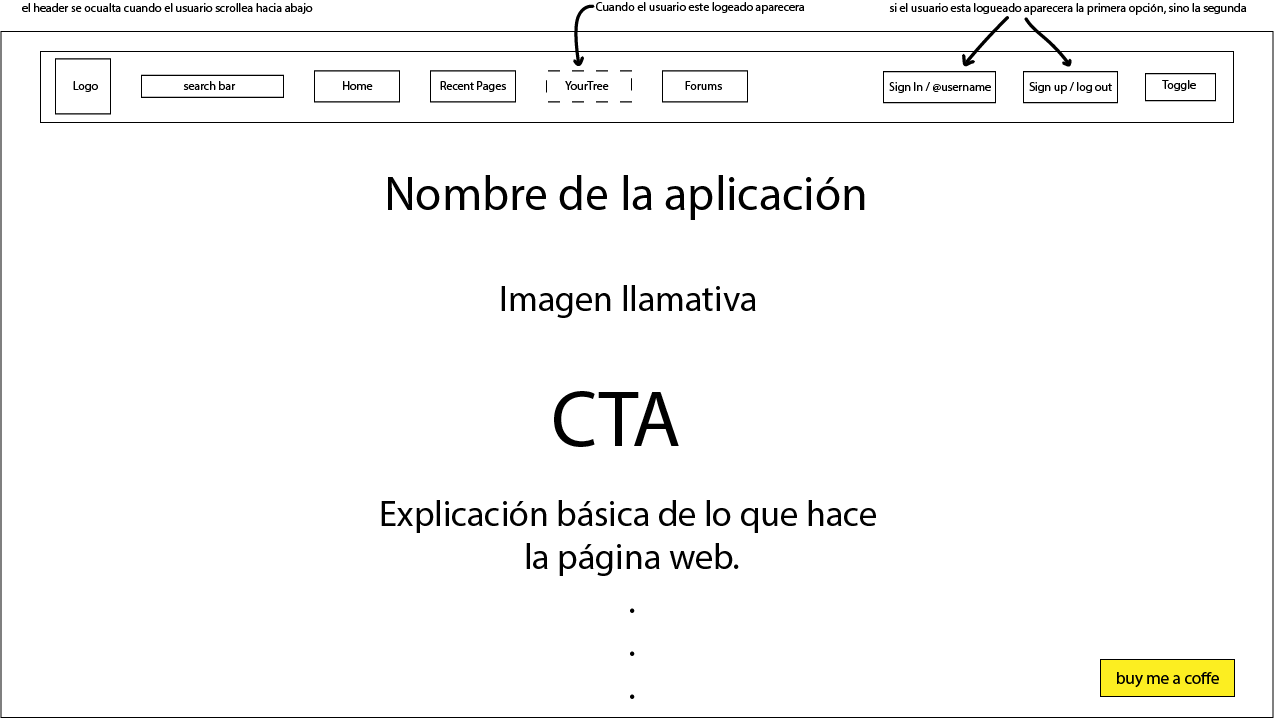 el header se ocualta cuando el usuario scrollea hacia abajo
Cuando el usuario este logeado aparecera
si el usuario esta logueado aparecera la primera opción, sino la segunda
Logo
search bar
Home
Recent Pages
YourTree
Forums
Sign In / @username
Sign up / log out
Toggle
Nombre de la aplicación
Imagen llamativa
CTA
Explicación básica de lo que hace
la página web.
.
.
.
buy me a coffe